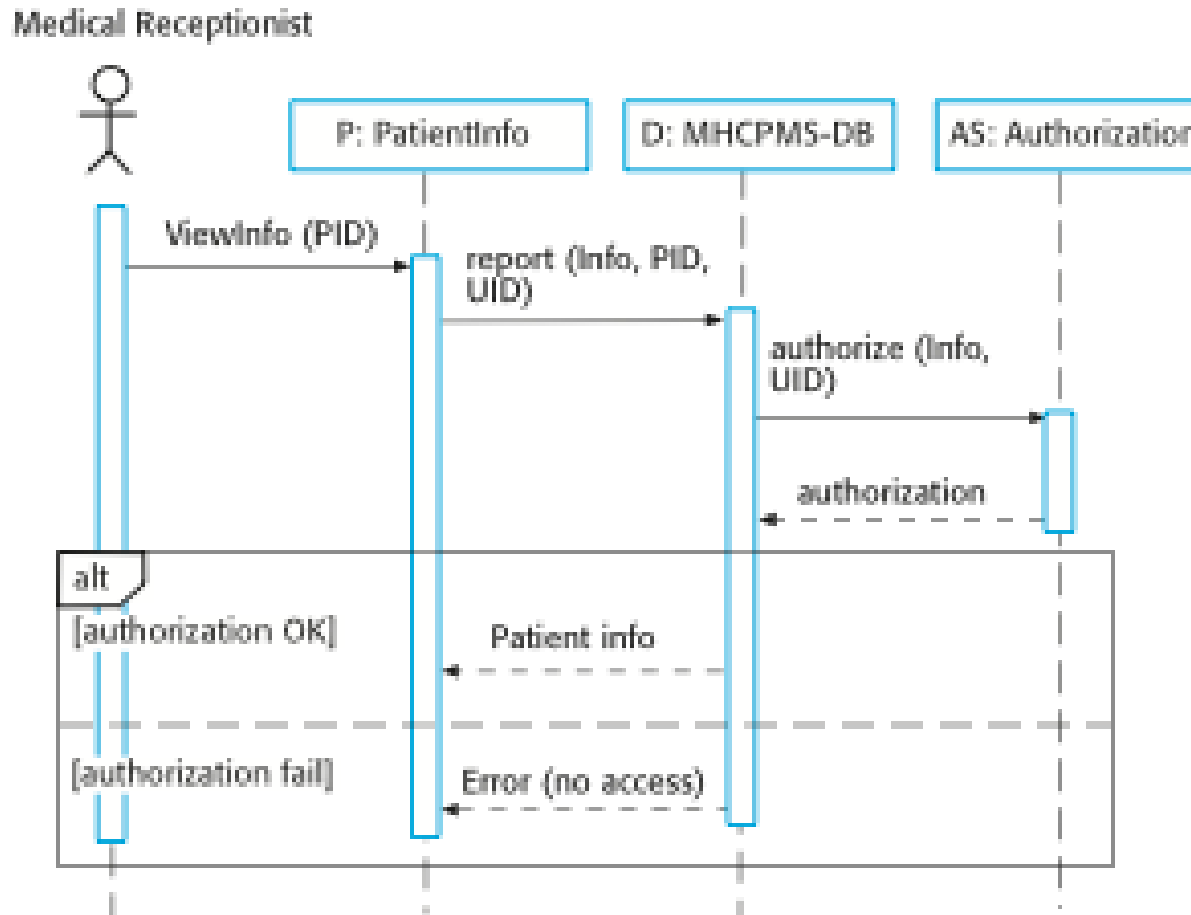 Medical Receptionist
P: PatientInfo
D: MHCPMS-DB
AS: Authorization
ViewInfo (PID)
report (Info, PID,
UID)
authorize (Info,
UID)
authorization
alt
[authorization OK]
Patient info
[authorization fail]
Error (no access)